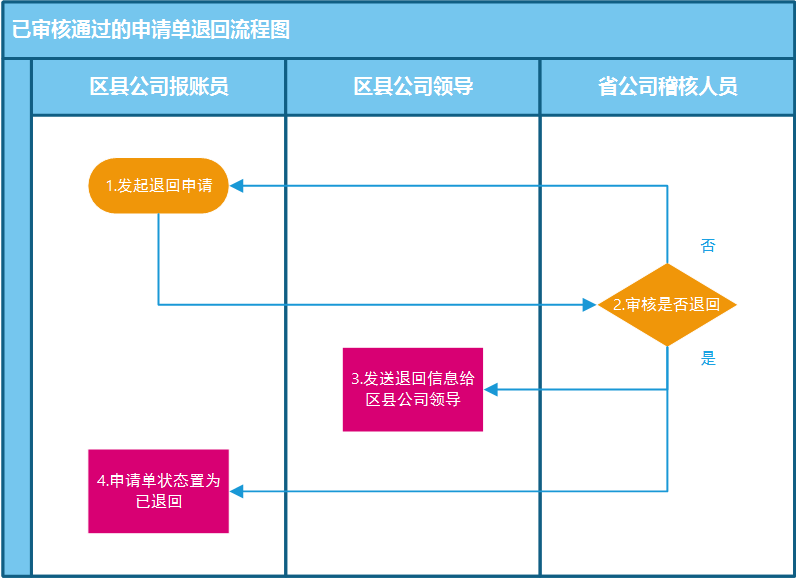 已审核通过的申请单退回流程图
区县公司报账员
区县公司领导
省公司稽核人员
1.发起退回申请
否
2.审核是否退回
是
3.发送退回信息给
区县公司领导
4.申请单状态置为
已退回